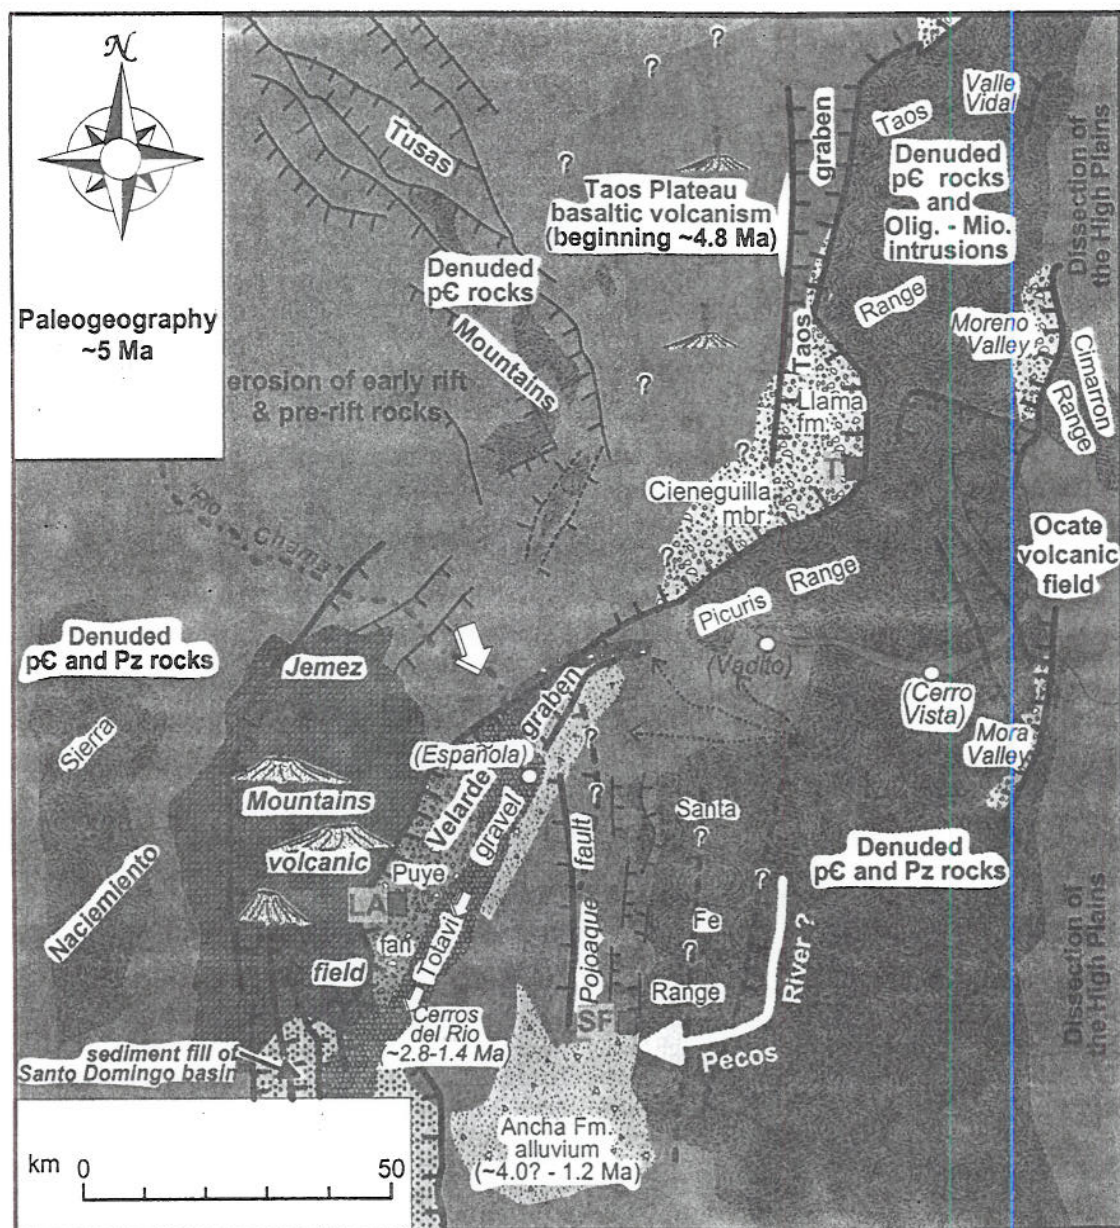 N
Paleogeography
~5 Ma
Tusas
Denuded
pЄ rocks
Mountains
erosion of early rift
& pre-rift rocks
?
?
?
Taos Plateau
basaltic volcanism
(beginning ~4.8 Ma)
graben
Taos
Valle
Vidal
Denuded
pЄ rocks
and
Olig. - Mio.
intrusions
Range
Dissection of
the High Plains
Moreno
Valley
Cimarron
Range
Taos
Llama
fm.
T
?
?
?
Cieneguilla
mbr.
Rio Chama
Ocate
volcanic
field
Picuris Range
(Vadito)
(Cerro
Vista)
Mora
Valley
Denuded
pЄ and Pz rocks
Sierra
Nacimiento
Jemez
Mountains
volcanic
field
graben
(Española)
Velarde
gravel
Puye
LA
fan
Totavi
?
?
fault
Pojoaque
Santa
?
Fe
?
Range
?
River ?
Pecos
SF
Denuded
pЄ and Pz rocks
Dissection of
the High Plains
Cerros
del Rio
~2.8-1.4 Ma)
sediment fill of
Santo Domingo basin
Ancha Fm.
alluvium
(~4.0? - 1.2 Ma)
km 0 50